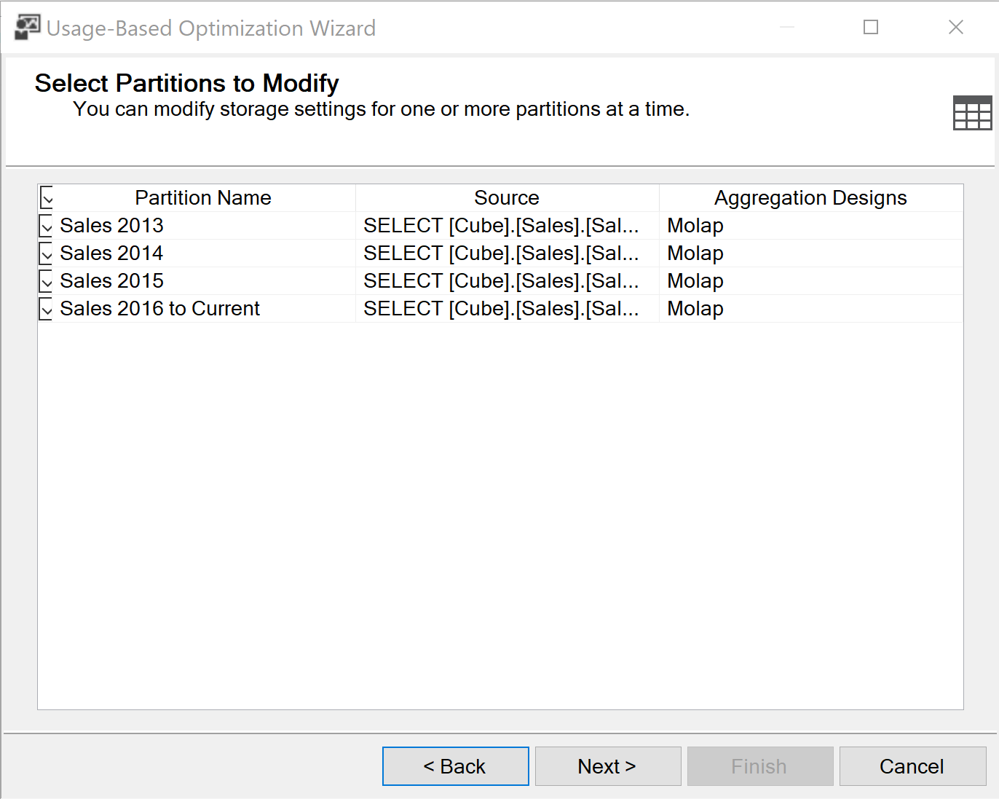 Usage-Based Optimization Wizard
Select Partitions to Modify
You can modify storage settings for one or more partitions at a time.
Partition Name Source Aggregation Designs
Sales 2013 SELECT [Cube].[Sales].[Sal... Molap
Sales 2014 SELECT [Cube].[Sales].[Sal... Molap
Sales 2015 SELECT [Cube].[Sales].[Sal... Molap
Sales 2016 to Current SELECT [Cube].[Sales].[Sal... Molap
< Back Next > Finish Cancel